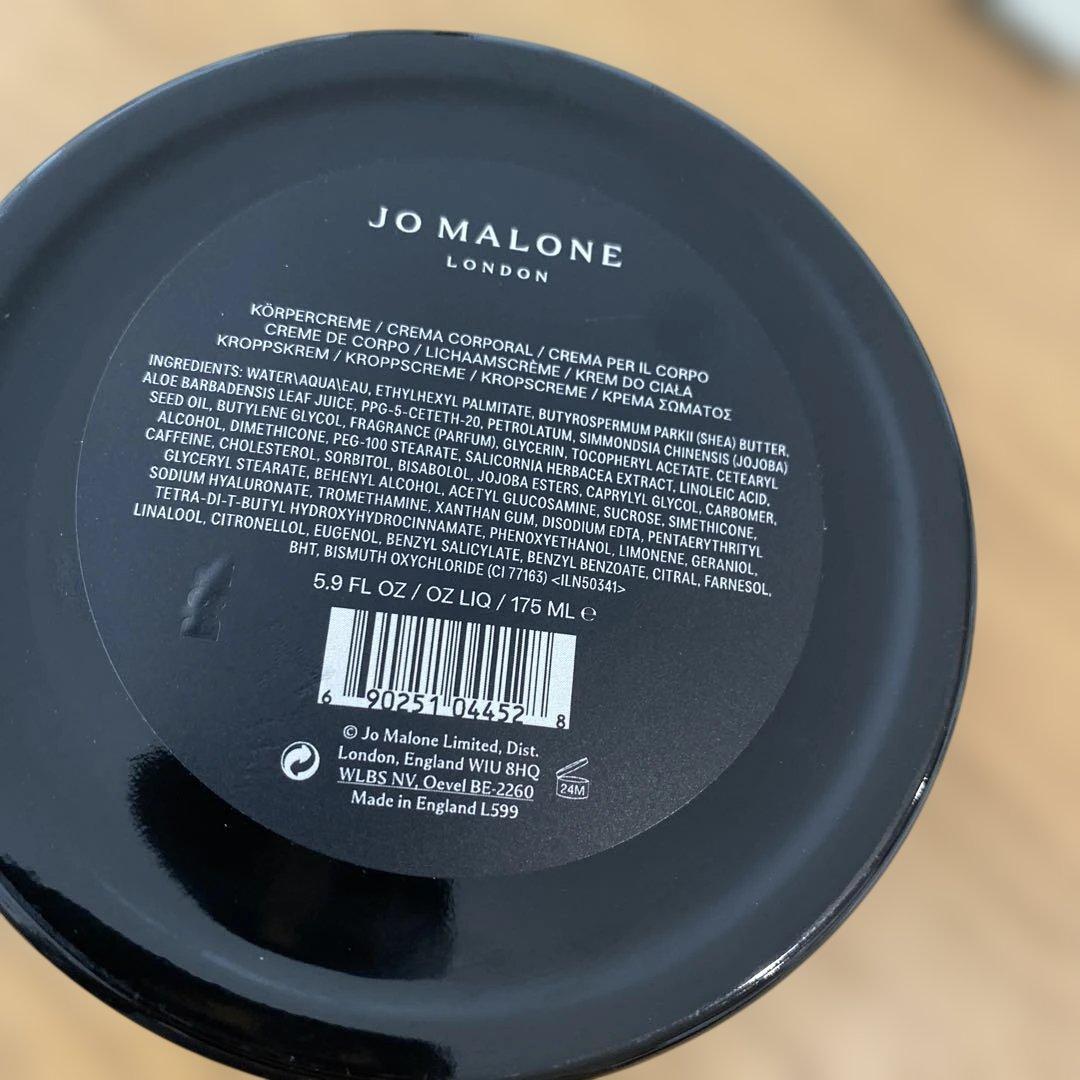 JO MALONE
LONDON
KÖRPERCREME / CREMA CORPORAL / CREMA PER IL CORPO
CREME DE CORPO / LICHAAMSCRÈME / KREM DO CIAŁA
KROPPSKREM / KROPPSCREME / KROPSCREME / ΚΡΕΜΑ ΣΩΜΑΤΟΣ
INGREDIENTS: WATER\AQUA\EAU, ETHYLHEXYL PALMITATE, BUTYROSPERMUM PARKII (SHEA) BUTTER,
ALOE BARBADENSIS LEAF JUICE, PPG-5-CETETH-20, PETROLATUM, SIMMONDSIA CHINENSIS (JOJOBA)
SEED OIL, BUTYLENE GLYCOL, FRAGRANCE (PARFUM), GLYCERIN, TOCOPHERYL ACETATE, CETEARYL
ALCOHOL, DIMETHICONE, PEG-100 STEARATE, SALICORNIA HERBACEA EXTRACT, LINOLEIC ACID,
CAFFEINE, CHOLESTEROL, SORBITOL, BISABOLOL, JOJOBA ESTERS, CAPRYLYL GLYCOL, CARBOMER,
GLYCERYL STEARATE, BEHENYL ALCOHOL, ACETYL GLUCOSAMINE, SUCROSE, SIMETHICONE,
SODIUM HYALURONATE, TROMETHAMINE, XANTHAN GUM, DISODIUM EDTA, PENTAERYTHRITYL
TETRA-DI-T-BUTYL HYDROXYHYDROCINNAMATE, PHENOXYETHANOL, LIMONENE, GERANIOL,
LINALOOL, CITRONELLOL, EUGENOL, BENZYL SALICYLATE, BENZYL BENZOATE, CITRAL, FARNESOL,
BHT, BISMUTH OXYCHLORIDE (CI 77163) <ILN50341>
5.9 FL OZ / OZ LIQ / 175 ML ℮
6 90251 04452 8
© Jo Malone Limited, Dist.
London, England W1U 8HQ
WLBS NV, Oevel BE-2260
Made in England L599
24M